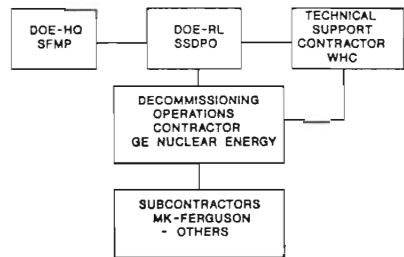 DOE-HQ
SFMP
DOE-RL
SSDPO
TECHNICAL
SUPPORT
CONTRACTOR
WHC
DECOMMISSIONING
OPERATIONS
CONTRACTOR
GE NUCLEAR ENERGY
SUBCONTRACTORS
MK-FERGUSON
- OTHERS